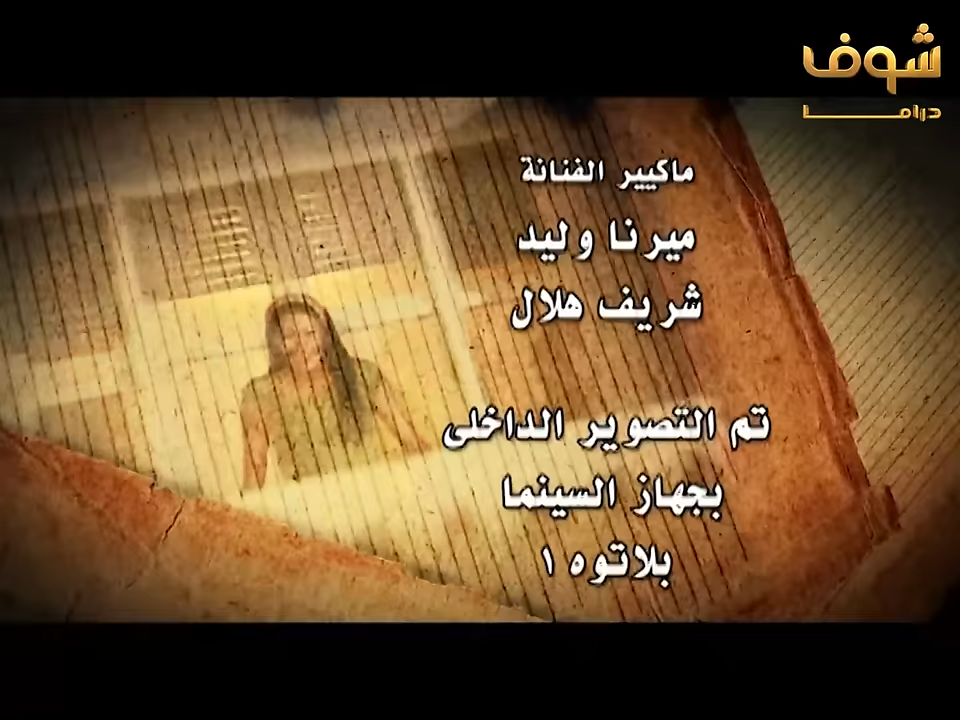 شوف
دراما
ماكيير الفنانة
ميرنا وليد
شريف هلال
تم التصوير الداخلى
بجهاز السينما
بلاتوه ١